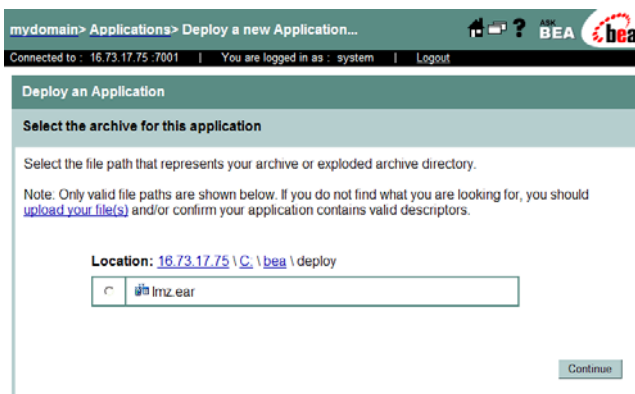 mydomain> Applications> Deploy a new Application...
? ASK BEA bea
Connected to : 16.73.17.75 :7001 | You are logged in as : system | Logout
Deploy an Application
Select the archive for this application
Select the file path that represents your archive or exploded archive directory.
Note: Only valid file paths are shown below. If you do not find what you are looking for, you should
upload your file(s) and/or confirm your application contains valid descriptors.
Location: 16.73.17.75 \ C: \ bea \ deploy
lmz.ear
Continue